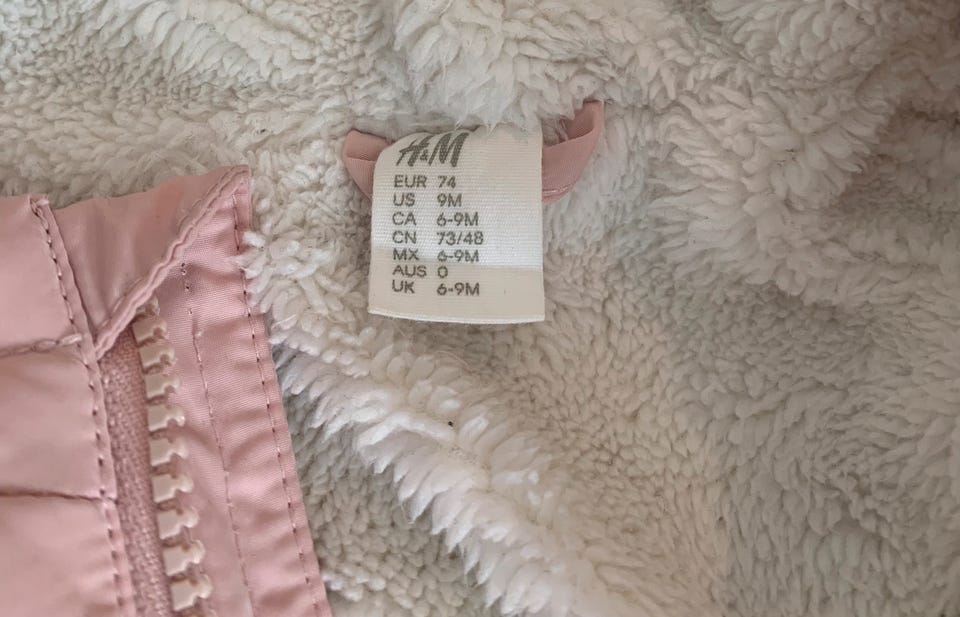 H&M
EUR 74
US 9M
CA 6-9M
CN 73/48
MX 6-9M
AUS 0
UK 6-9M